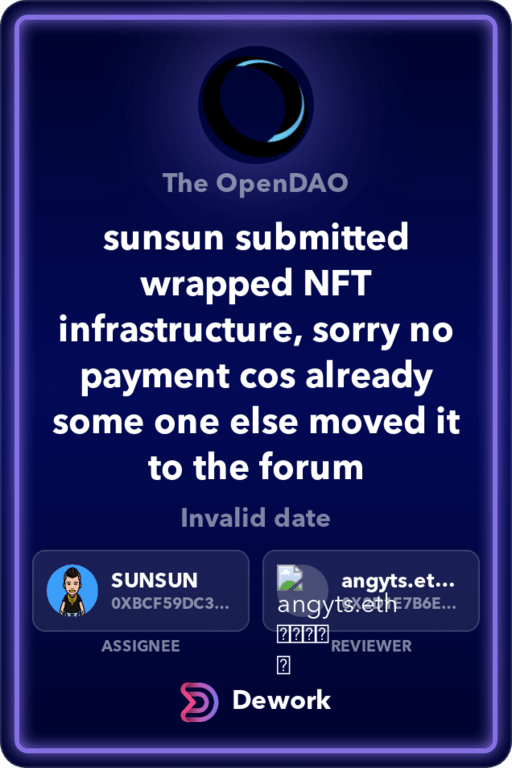 The OpenDAO
sunsun submitted
wrapped NFT
infrastructure, sorry no
payment cos already
some one else moved it
to the forum
Invalid date
SUNSUN
0XBCF59DC3...
angyts.et...
angyts.eth
ASSIGNEE
REVIEWER
Dework